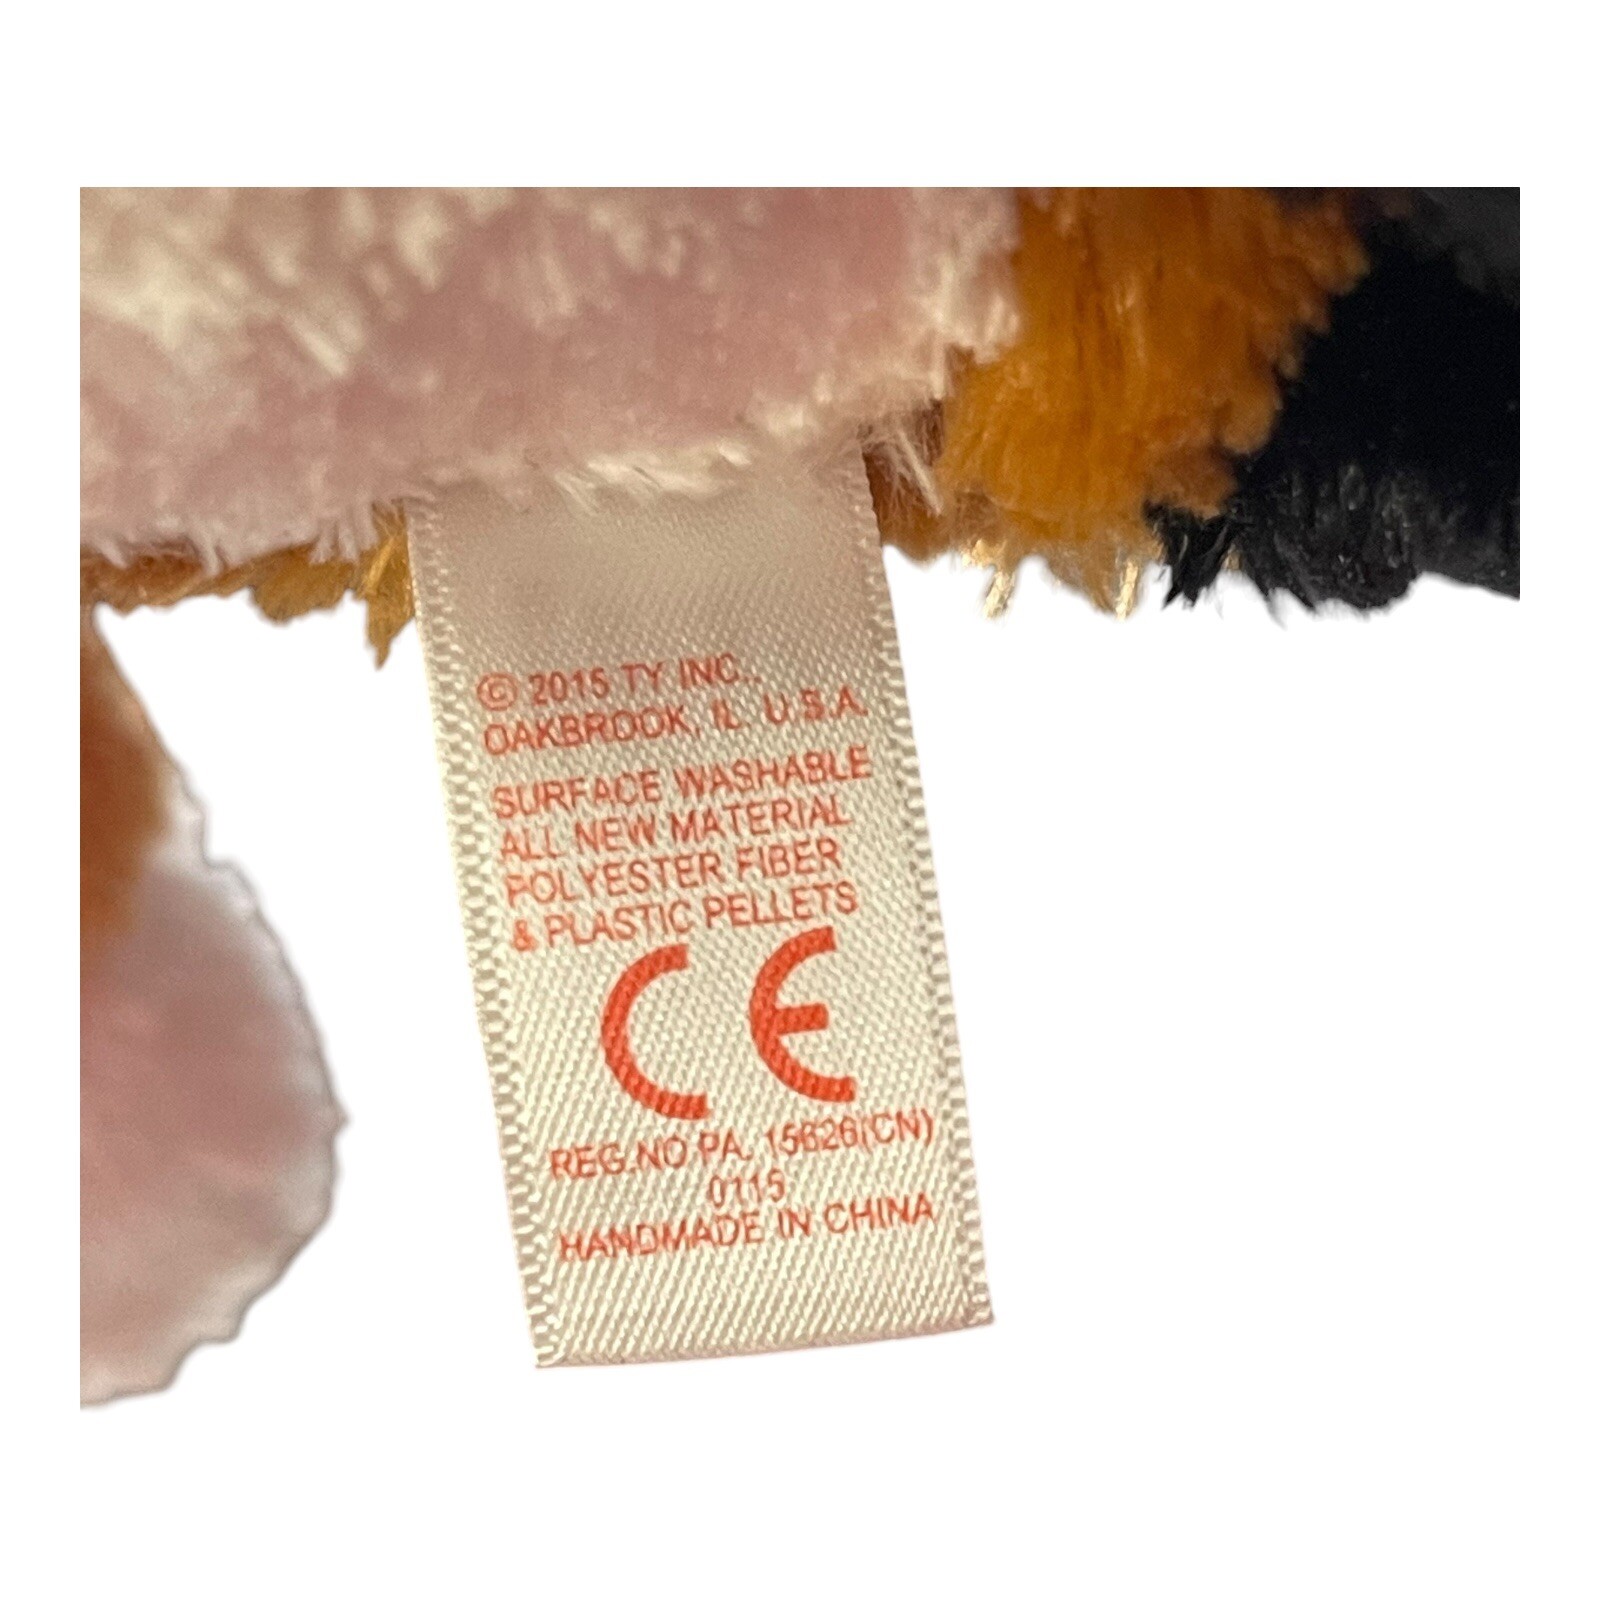 © 2015 TY INC.,
OAKBROOK, IL. U.S.A.
SURFACE WASHABLE
ALL NEW MATERIAL
POLYESTER FIBER
& PLASTIC PELLETS
CE
REG.NO PA. 15626(CN)
0115
HANDMADE IN CHINA